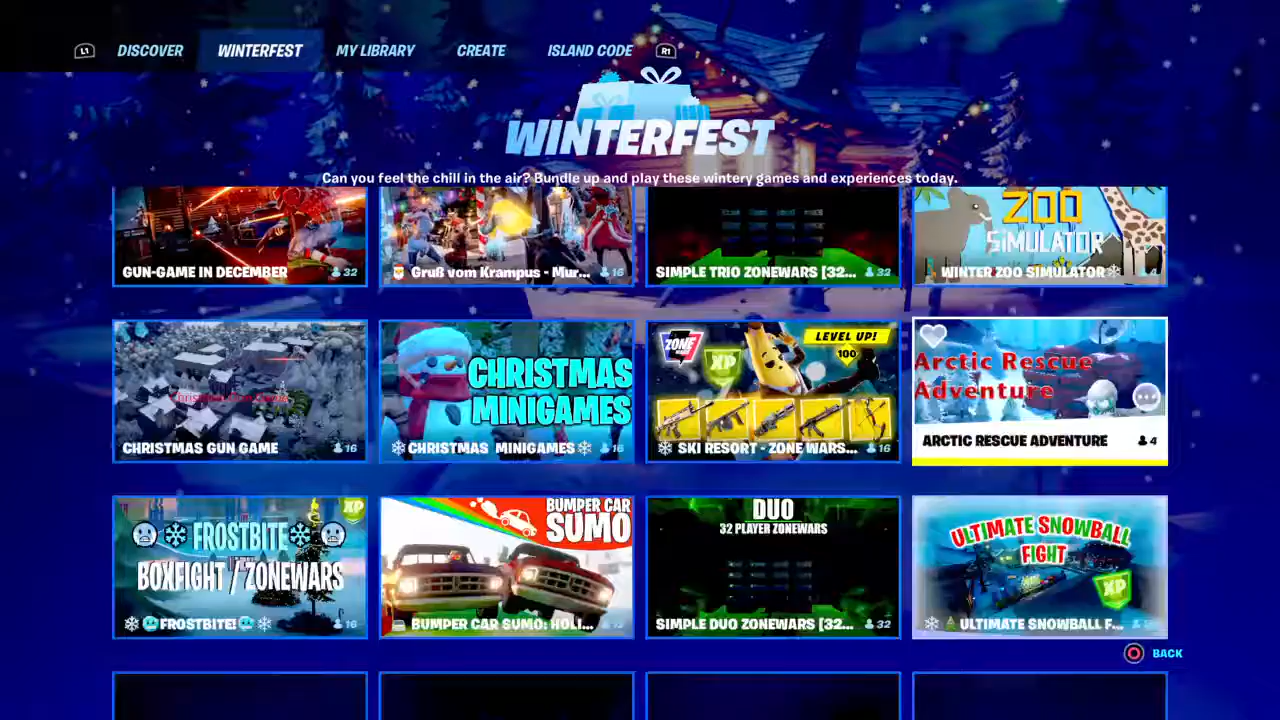 L1 DISCOVER WINTERFEST MY LIBRARY CREATE ISLAND CODE R1
WINTERFEST
Can you feel the chill in the air? Bundle up and play these wintery games and experiences today.
GUN-GAME IN DECEMBER 32
Gruß vom Krampus - Mur... 16
SIMPLE TRIO ZONEWARS [32... 32
ZOO
SiMULATOR
WINTER ZOO SIMULATOR❄ 4
CHRISTMAS GUN GAME 16
CHRISTMAS
MINIGAMES
❄CHRISTMAS MINIGAMES❄ 16
ZONE
XP
LEVEL UP!
100
❄ SKI RESORT - ZONE WARS... 16
Arctic Rescue
Adventure
ARCTIC RESCUE ADVENTURE 4
XP
❄FROSTBITE❄
BOXFIGHT / ZONEWARS
❄🥶FROSTBITE!🥶❄ 16
BUMPER CAR
SUMO
BUMPER CAR SUMO: HOLI...
DUO
32 PLAYER ZONEWARS
SIMPLE DUO ZONEWARS [32... 32
ULTIMATE SNOWBALL
FIGHT
XP
❄🌲ULTIMATE SNOWBALL F...
BACK